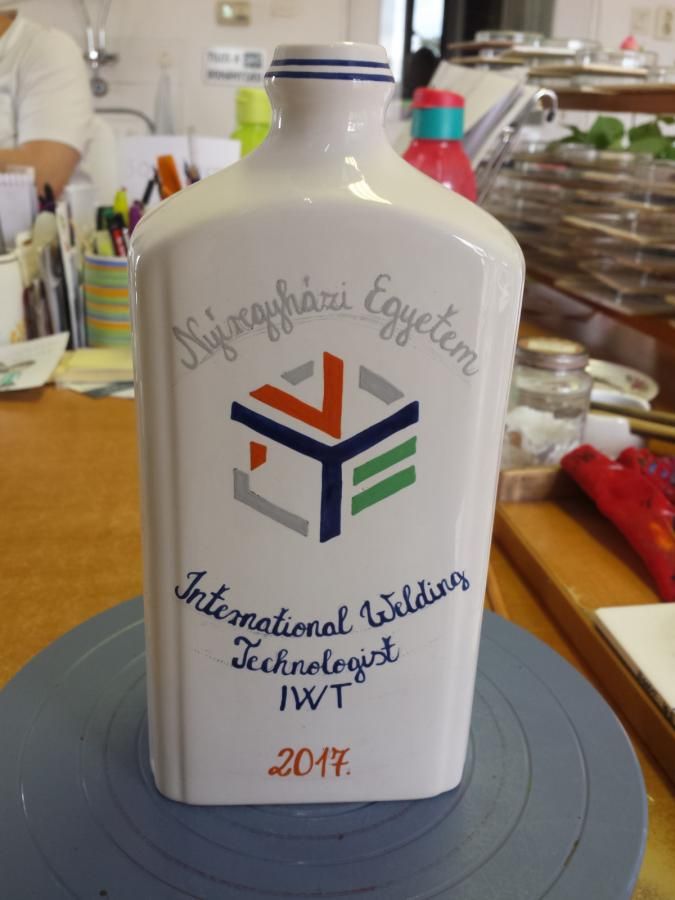 Nyíregyházi Egyetem
International Welding
Technologist
IWT
2017.